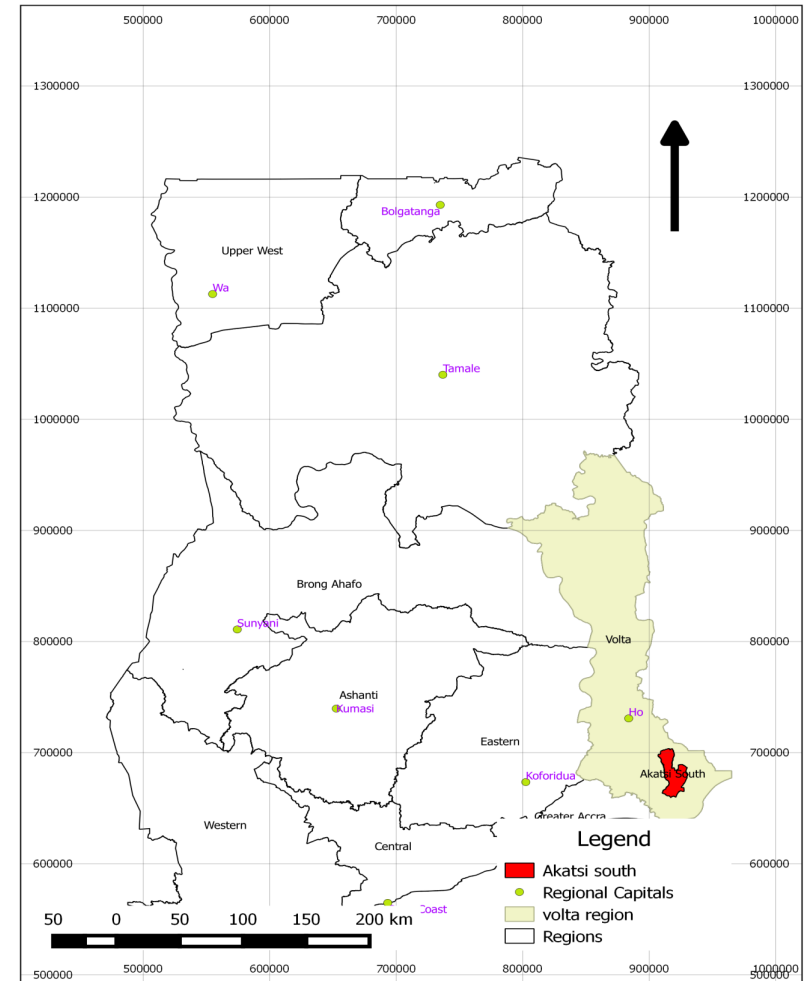 500000 600000 700000 800000 900000 1000000
1300000 1300000
1200000 1200000
Bolgatanga
Upper West
Wa
1100000 1100000
Tamale
1000000 1000000
900000 900000
Brong Ahafo
Sunyani
800000 800000
Volta
Ashanti
Kumasi
Ho
Eastern
700000 700000
Koforidua
Akatsi South
Greater Accra
Western
Central
Legend
600000 600000
Akatsi south
Regional Capitals
Coast
volta region
Regions
50 0 50 100 150 200 km
500000 500000
500000 600000 700000 800000 900000 1000000